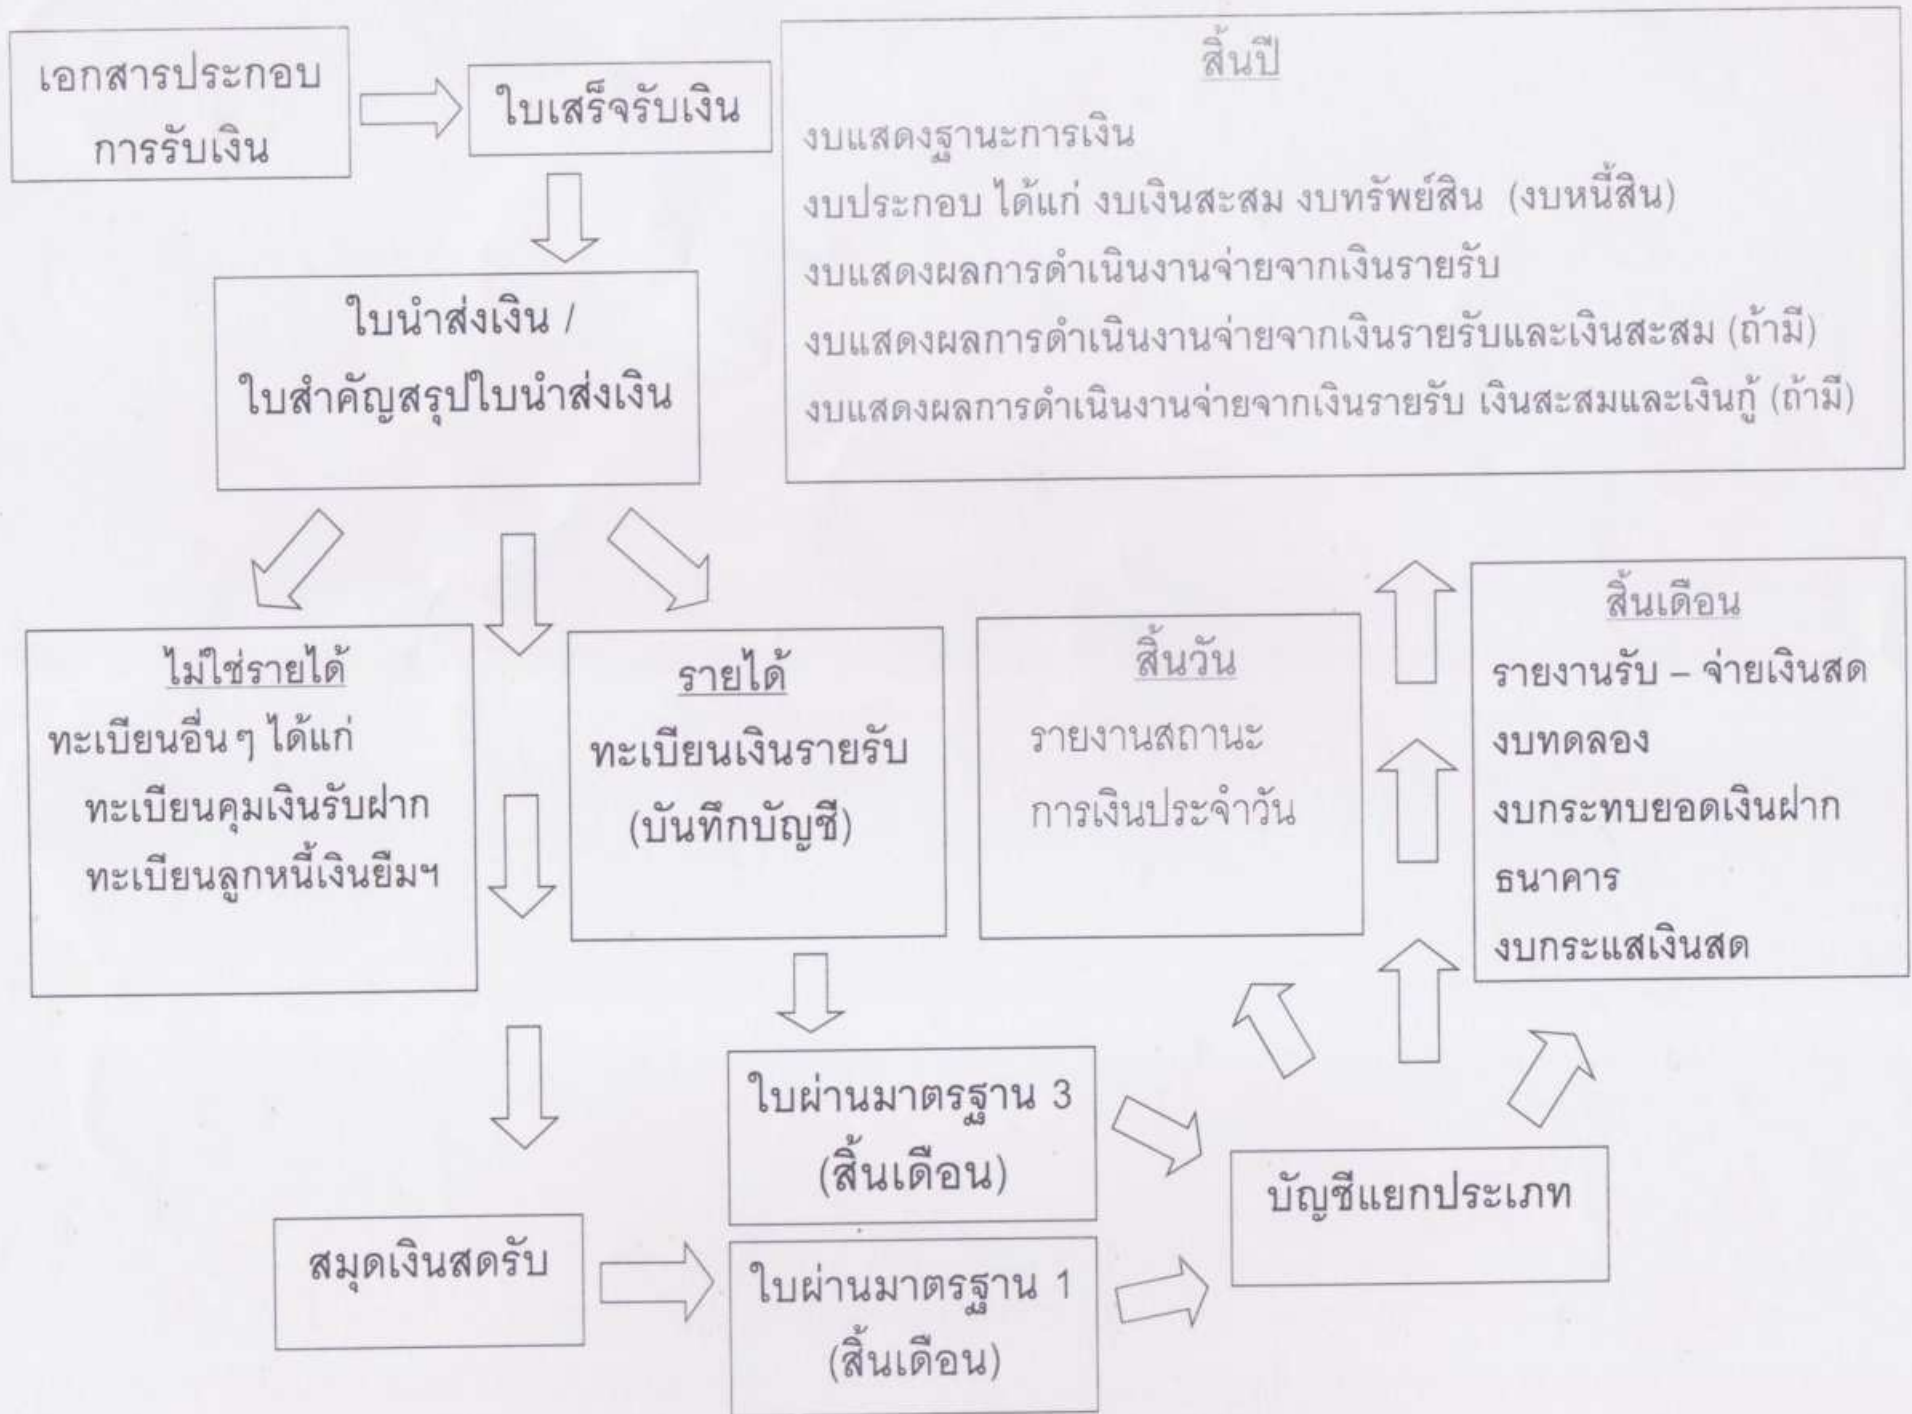 เอกสารประกอบ
การรับเงิน
ใบเสร็จรับเงิน
สิ้นปี
งบแสดงฐานะการเงิน
งบประกอบ ได้แก่ งบเงินสะสม งบทรัพย์สิน (งบหนี้สิน)
งบแสดงผลการดำเนินงานจ่ายจากเงินรายรับ
งบแสดงผลการดำเนินงานจ่ายจากเงินรายรับและเงินสะสม (ถ้ามี)
งบแสดงผลการดำเนินงานจ่ายจากเงินรายรับ เงินสะสมและเงินกู้ (ถ้ามี)
ใบนำส่งเงิน /
ใบสำคัญสรุปใบนำส่งเงิน
ไม่ใช่รายได้
ทะเบียนอื่นๆ ได้แก่
ทะเบียนคุมเงินรับฝาก
ทะเบียนลูกหนี้เงินยืมฯ
รายได้
ทะเบียนเงินรายรับ
(บันทึกบัญชี)
สิ้นวัน
รายงานสถานะ
การเงินประจำวัน
สิ้นเดือน
รายงานรับ – จ่ายเงินสด
งบทดลอง
งบกระทบยอดเงินฝาก
ธนาคาร
งบกระแสเงินสด
ใบผ่านมาตรฐาน 3
(สิ้นเดือน)
บัญชีแยกประเภท
สมุดเงินสดรับ
ใบผ่านมาตรฐาน 1
(สิ้นเดือน)